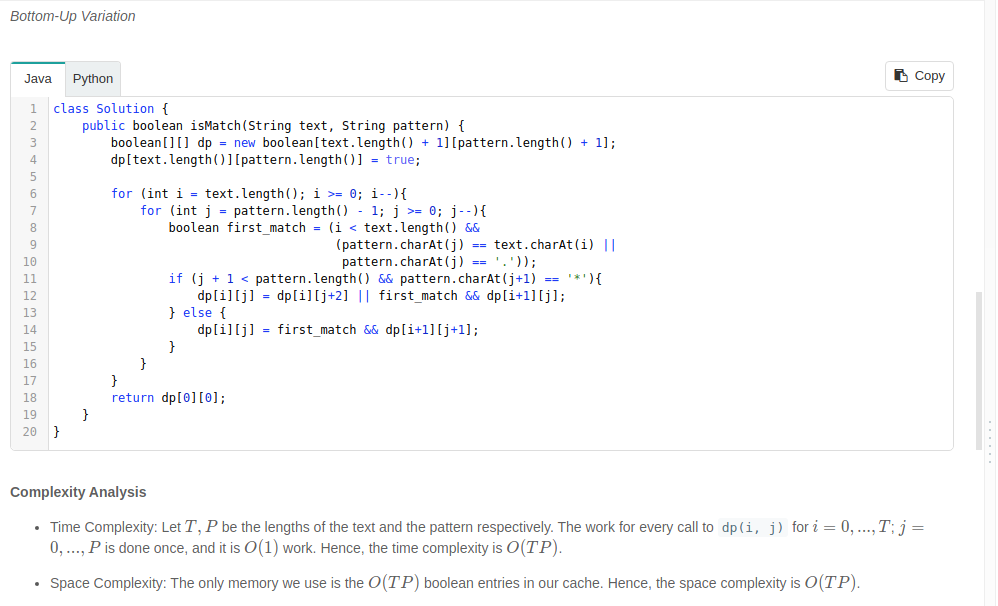 Bottom-Up Variation
Java Python Copy
1 class Solution {
2     public boolean isMatch(String text, String pattern) {
3         boolean[][] dp = new boolean[text.length() + 1][pattern.length() + 1];
4         dp[text.length()][pattern.length()] = true;
5
6         for (int i = text.length(); i >= 0; i--){
7             for (int j = pattern.length() - 1; j >= 0; j--){
8                 boolean first_match = (i < text.length() &&
9                                        (pattern.charAt(j) == text.charAt(i) ||
10                                         pattern.charAt(j) == '.'));
11                 if (j + 1 < pattern.length() && pattern.charAt(j+1) == '*'){
12                     dp[i][j] = dp[i][j+2] || first_match && dp[i+1][j];
13                 } else {
14                     dp[i][j] = first_match && dp[i+1][j+1];
15                 }
16             }
17         }
18         return dp[0][0];
19     }
20 }
Complexity Analysis
• Time Complexity: Let T, P be the lengths of the text and the pattern respectively. The work for every call to dp(i, j) for i = 0, ..., T; j =
0, ..., P is done once, and it is O(1) work. Hence, the time complexity is O(TP).
• Space Complexity: The only memory we use is the O(TP) boolean entries in our cache. Hence, the space complexity is O(TP).